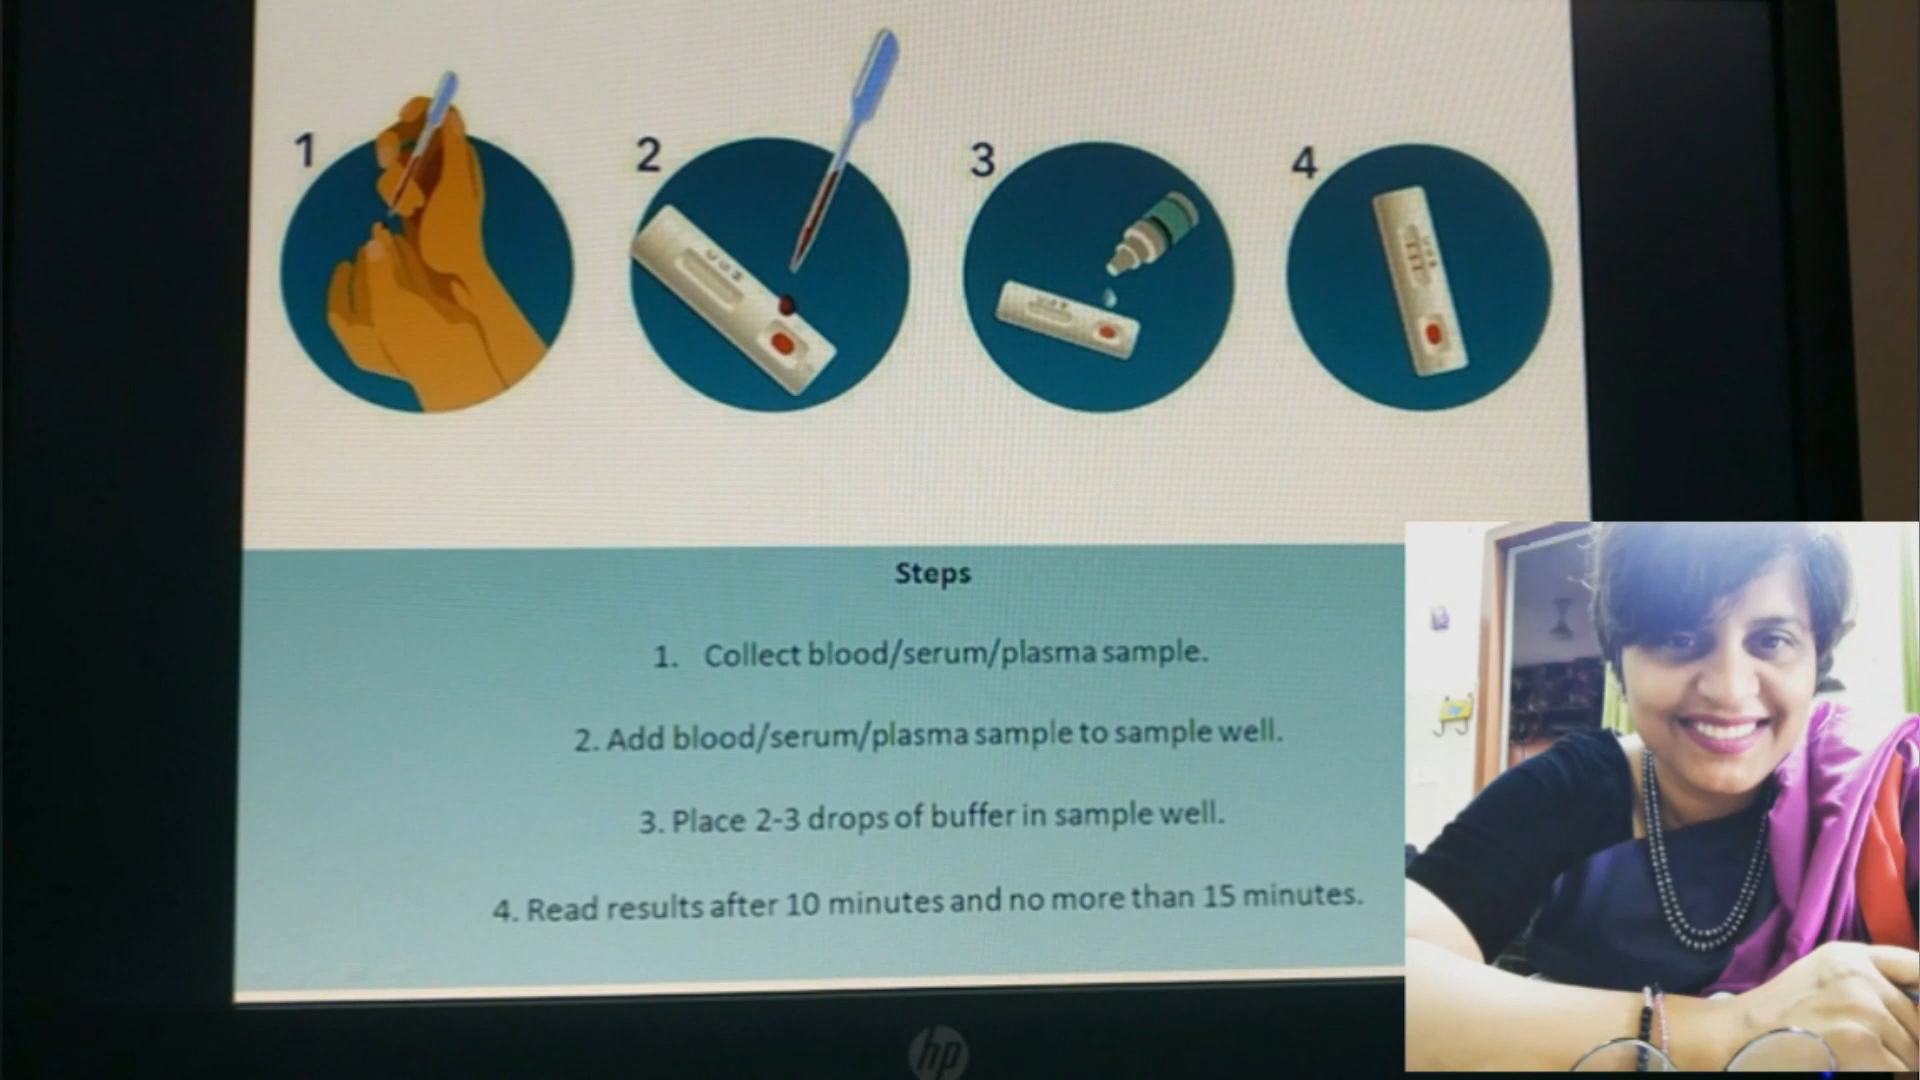 1
2
3
4
Steps
1. Collect blood/serum/plasma sample.
2. Add blood/serum/plasma sample to sample well.
3. Place 2-3 drops of buffer in sample well.
4. Read results after 10 minutes and no more than 15 minutes.
hp